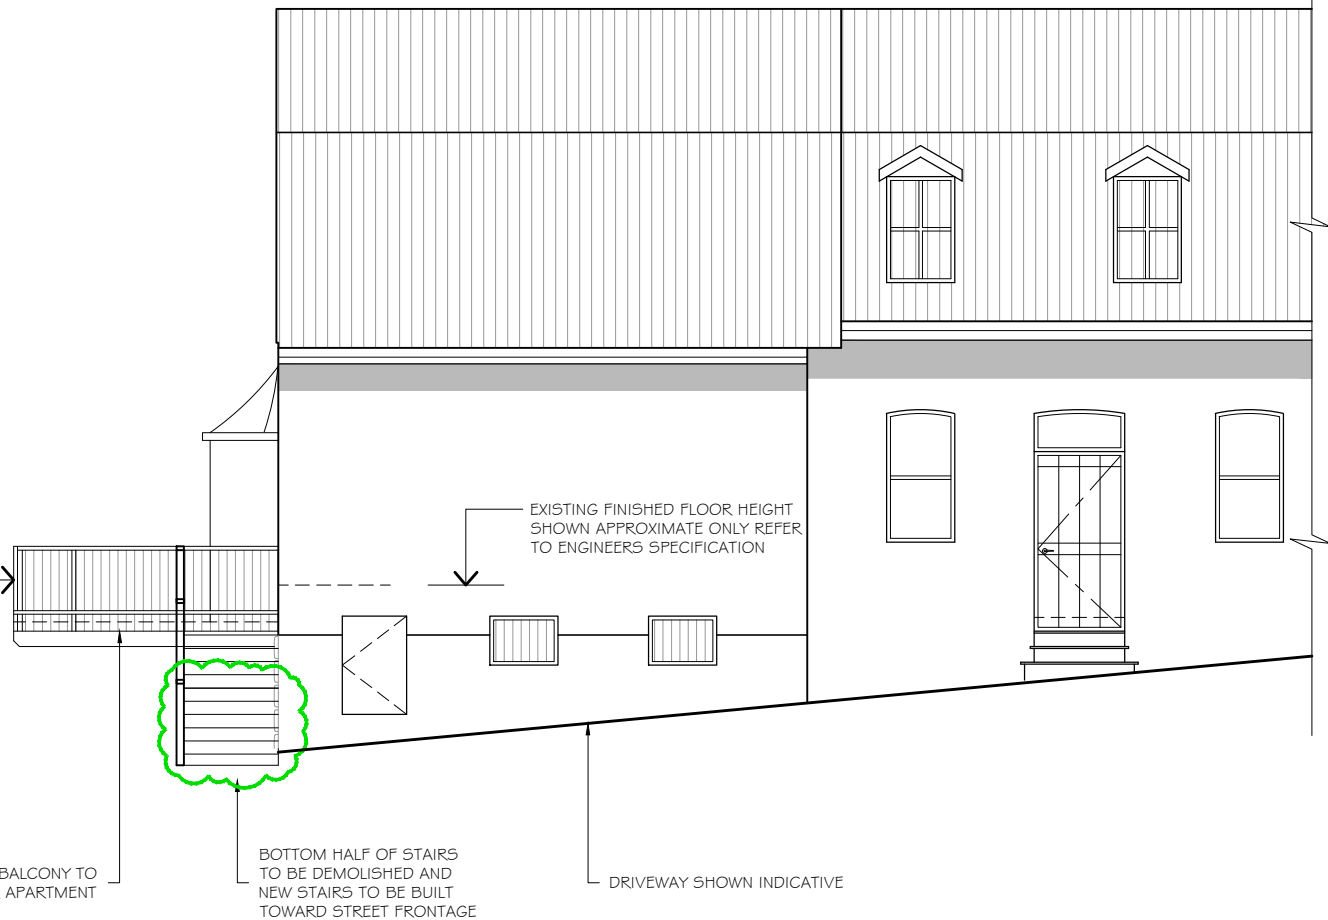 EXISTING FINISHED FLOOR HEIGHT
SHOWN APPROXIMATE ONLY REFER
TO ENGINEERS SPECIFICATION
BALCONY TO
APARTMENT
BOTTOM HALF OF STAIRS
TO BE DEMOLISHED AND
NEW STAIRS TO BE BUILT
TOWARD STREET FRONTAGE
DRIVEWAY SHOWN INDICATIVE